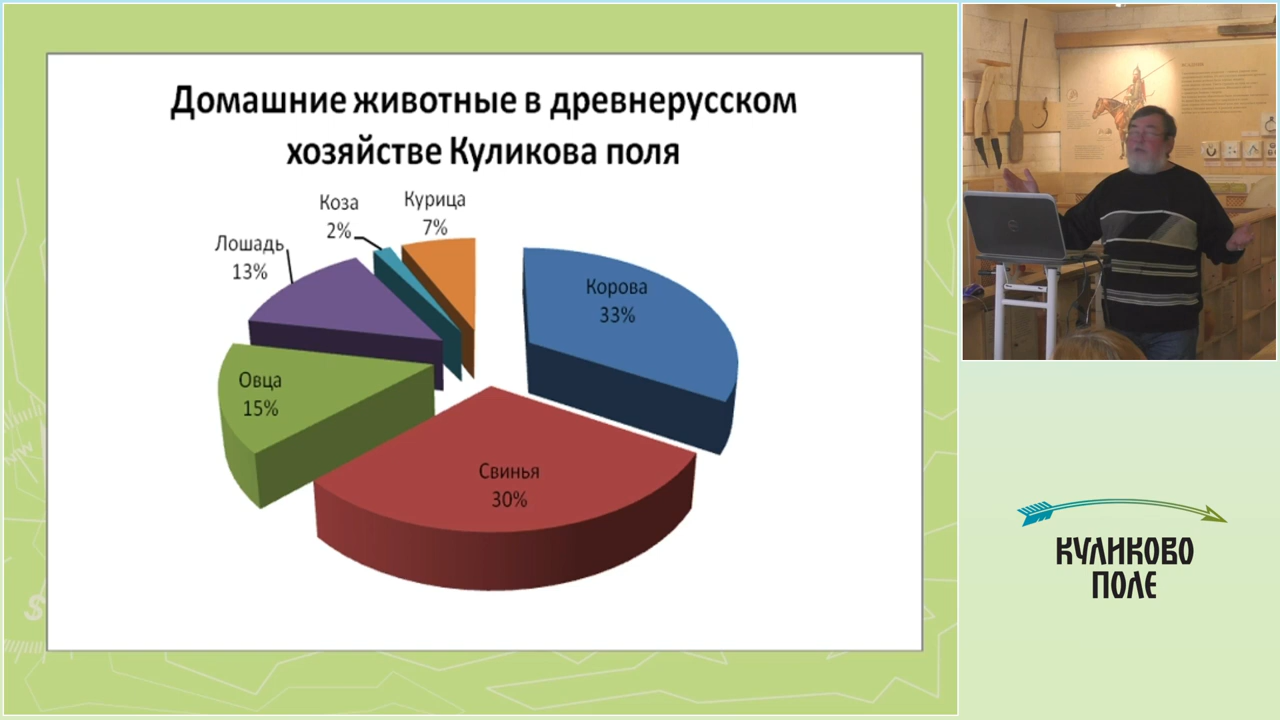 Домашние животные в древнерусском
хозяйстве Куликова поля
Коза
2%
Курица
7%
Лошадь
13%
Корова
33%
Овца
15%
Свинья
30%
КУЛИКОВО
ПОЛЕ